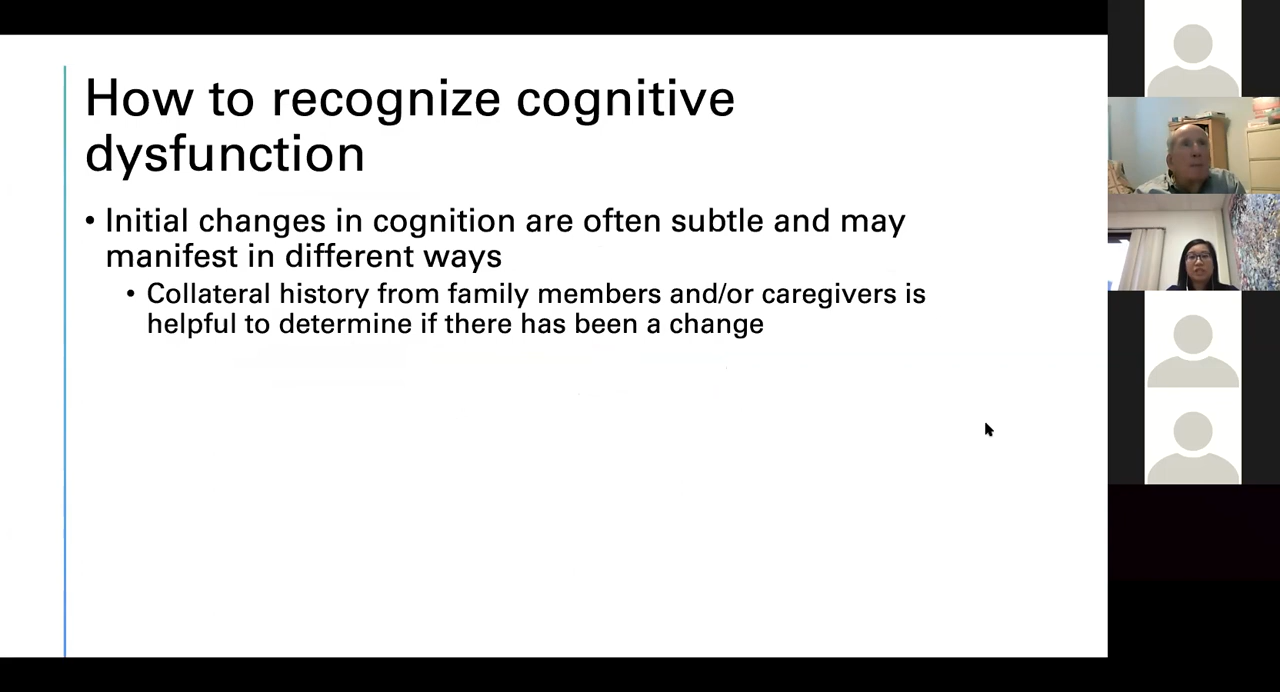 How to recognize cognitive
dysfunction
• Initial changes in cognition are often subtle and may
manifest in different ways
• Collateral history from family members and/or caregivers is
helpful to determine if there has been a change